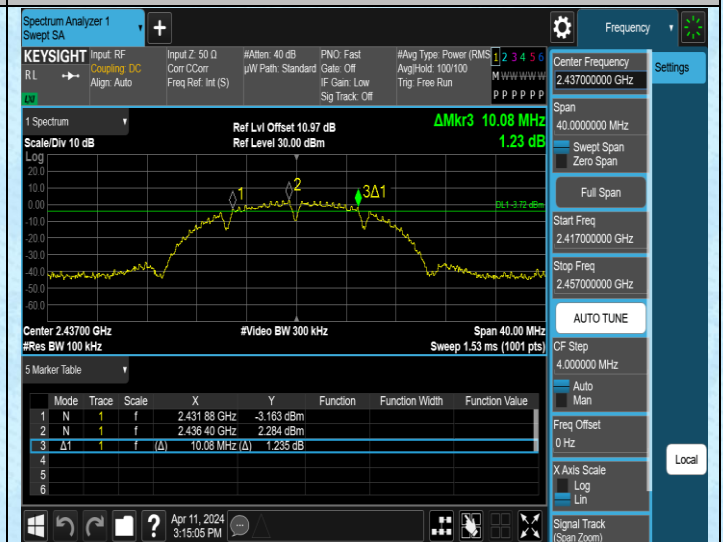 Spectrum Analyzer 1
Swept SA
Frequency
KEYSIGHT
RL
LXI
Input: RF
Coupling: DC
Align: Auto
Input Z: 50 Ω
Corr CCorr
Freq Ref: Int (S)
#Atten: 40 dB
µW Path: Standard
PNO: Fast
Gate: Off
IF Gain: Low
Sig Track: Off
#Avg Type: Power (RMS
Avg|Hold: 100/100
Trig: Free Run
1 2 3 4 5 6
M W W W W W
P P P P P P
1 Spectrum
Scale/Div 10 dB
Ref Lvl Offset 10.97 dB
Ref Level 30.00 dBm
ΔMkr3 10.08 MHz
1.23 dB
Log
20.0
10.0
0.00
-10.0
-20.0
-30.0
-40.0
-50.0
-60.0
1
2
3Δ1
DL1 -3.72 dBm
Center 2.43700 GHz
#Video BW 300 kHz
Span 40.00 MHz
#Res BW 100 kHz
Sweep 1.53 ms (1001 pts)
5 Marker Table
Mode Trace Scale X Y Function Function Width Function Value
1 N 1 f 2.431 88 GHz -3.163 dBm
2 N 1 f 2.436 40 GHz 2.284 dBm
3 Δ1 1 f (Δ) 10.08 MHz (Δ) 1.235 dB
4
5
6
Apr 11, 2024
3:15:05 PM
Center Frequency
2.437000000 GHz
Settings
Span
40.0000000 MHz
Swept Span
Zero Span
Full Span
Start Freq
2.417000000 GHz
Stop Freq
2.457000000 GHz
AUTO TUNE
CF Step
4.000000 MHz
Auto
Man
Freq Offset
0 Hz
Local
X Axis Scale
Log
Lin
Signal Track
(Span Zoom)